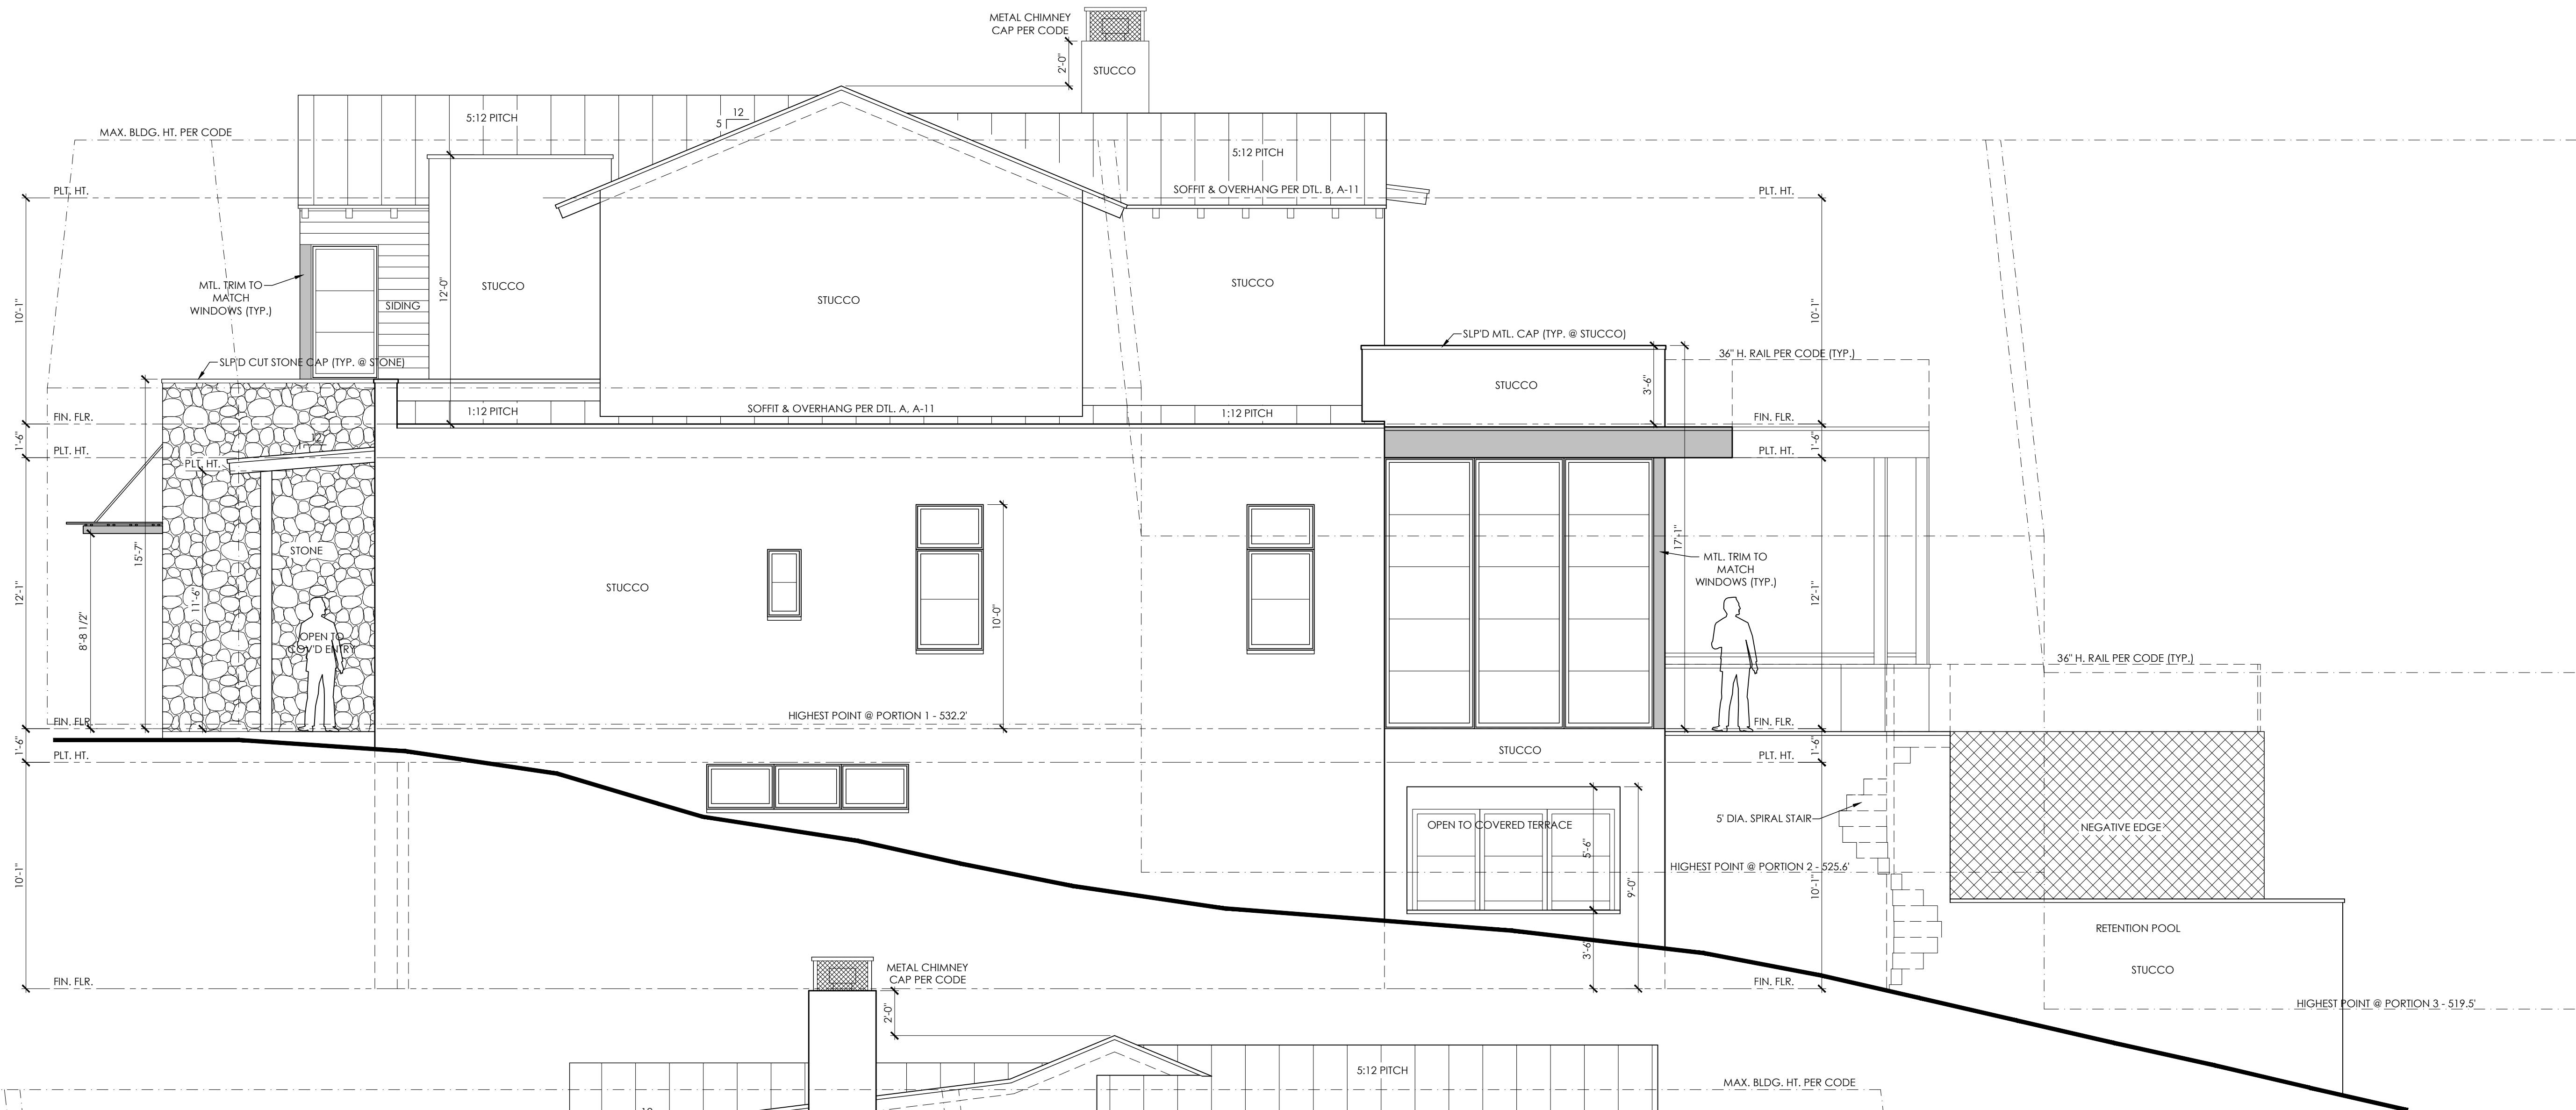 METAL CHIMNEY
CAP PER CODE
2'-0"
STUCCO
5:12 PITCH
12
5
MAX. BLDG. HT. PER CODE
5:12 PITCH
PLT. HT.
SOFFIT & OVERHANG PER DTL. B, A-11
PLT. HT.
MTL. TRIM TO
MATCH
WINDOWS (TYP.)
SIDING
12'-0"
STUCCO
STUCCO
STUCCO
10'-1"
10'-1"
SLP'D MTL. CAP (TYP. @ STUCCO)
36" H. RAIL PER CODE (TYP.)
SLP'D CUT STONE CAP (TYP. @ STONE)
STUCCO
3'-6"
FIN. FLR.
1:12 PITCH
SOFFIT & OVERHANG PER DTL. A, A-11
1:12 PITCH
FIN. FLR.
1'-6"
12
1'-6"
PLT. HT.
PLT. HT.
PLT. HT.
STONE
15'-7"
17'-1"
MTL. TRIM TO
MATCH
WINDOWS (TYP.)
STUCCO
12'-1"
11'-6"
10'-0"
12'-1"
8'-8 1/2"
OPEN TO
COV'D ENTRY
36" H. RAIL PER CODE (TYP.)
FIN. FLR.
HIGHEST POINT @ PORTION 1 - 532.2'
FIN. FLR.
1'-6"
STUCCO
1'-6"
PLT. HT.
PLT. HT.
5' DIA. SPIRAL STAIR
OPEN TO COVERED TERRACE
NEGATIVE EDGE
5'-6"
HIGHEST POINT @ PORTION 2 - 525.6'
10'-1"
9'-0"
10'-1"
RETENTION POOL
3'-6"
STUCCO
METAL CHIMNEY
CAP PER CODE
FIN. FLR.
FIN. FLR.
HIGHEST POINT @ PORTION 3 - 519.5'
2'-0"
5:12 PITCH
MAX. BLDG. HT. PER CODE